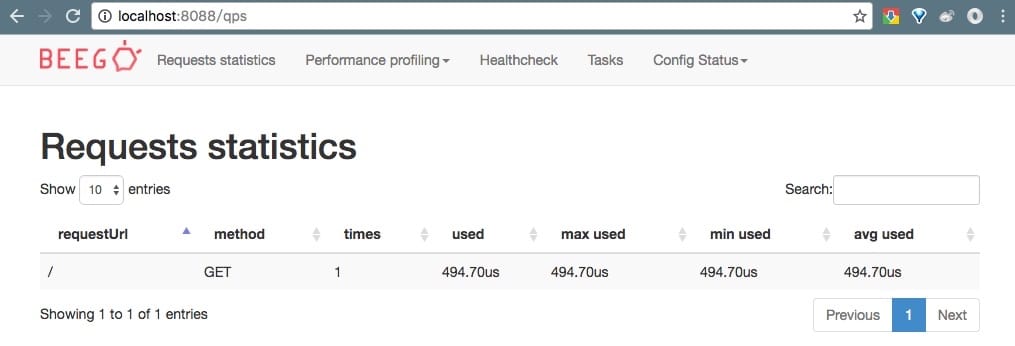 localhost:8088/qps
BEEGO Requests statistics Performance profiling Healthcheck Tasks Config Status
Requests statistics
Show 10 entries Search:
requestUrl method times used max used min used avg used
/ GET 1 494.70us 494.70us 494.70us 494.70us
Showing 1 to 1 of 1 entries Previous 1 Next